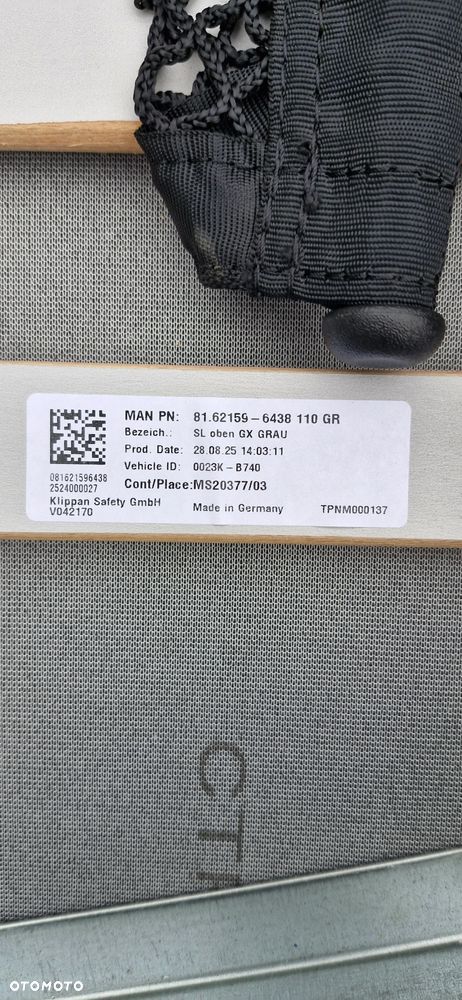 MAN PN: 81.62159-6438 110 GR
Bezeich.: SL oben GX GRAU
Prod. Date: 28.08.25 14:03:11
Vehicle ID: 0023K-B740
Cont/Place: MS20377/03
081621596438
2524000027
Klippan Safety GmbH
V042170
Made in Germany
TPNM000137
OTOMOTO